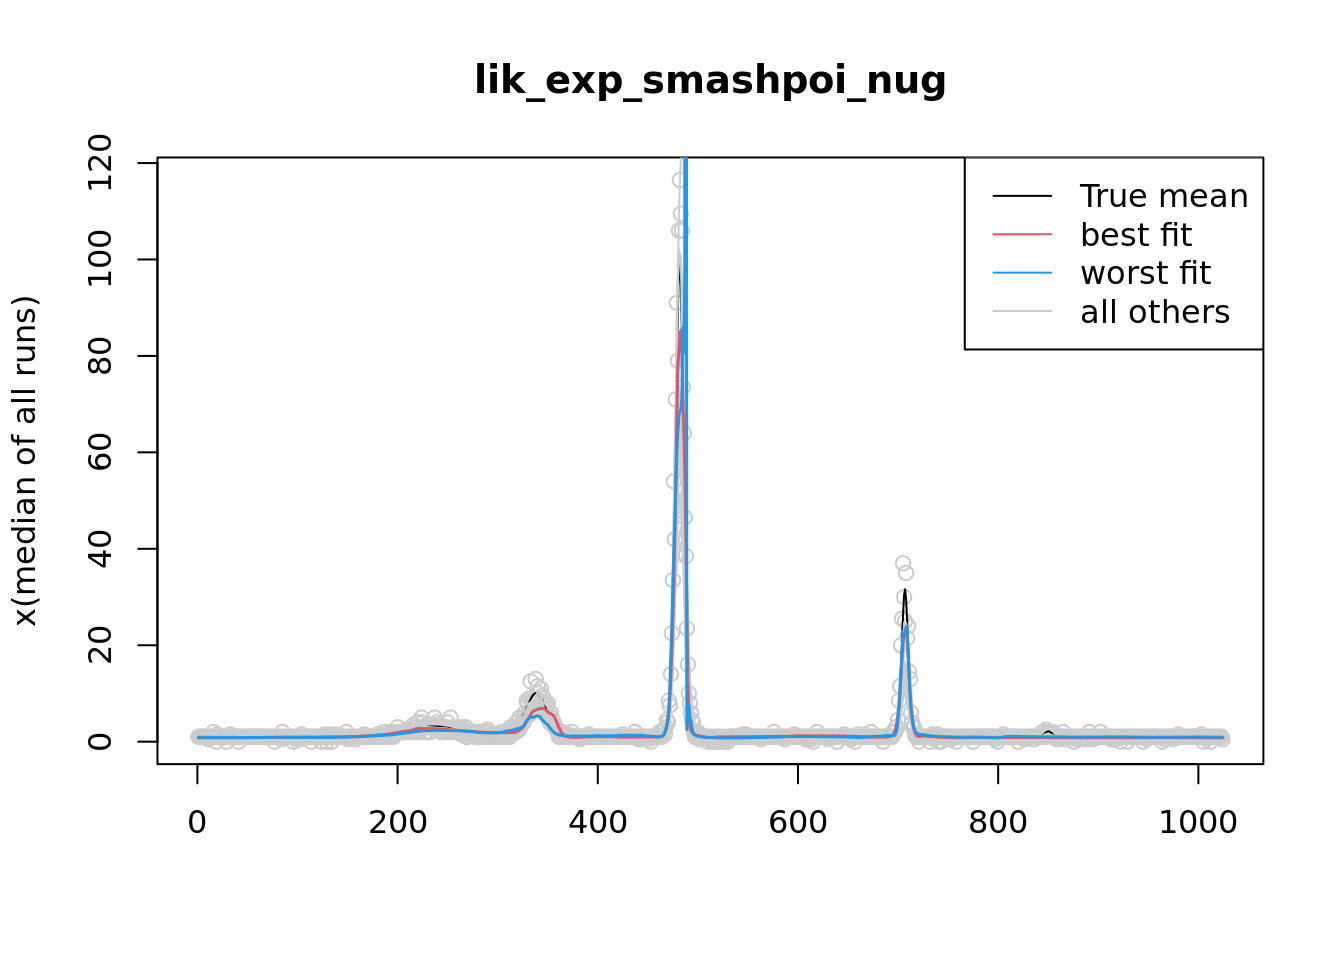 lik_exp_smashpoi_nug
x(median of all runs)
120
100
80
60
40
20
0
True mean
best fit
worst fit
all others
0 200 400 600 800 1000